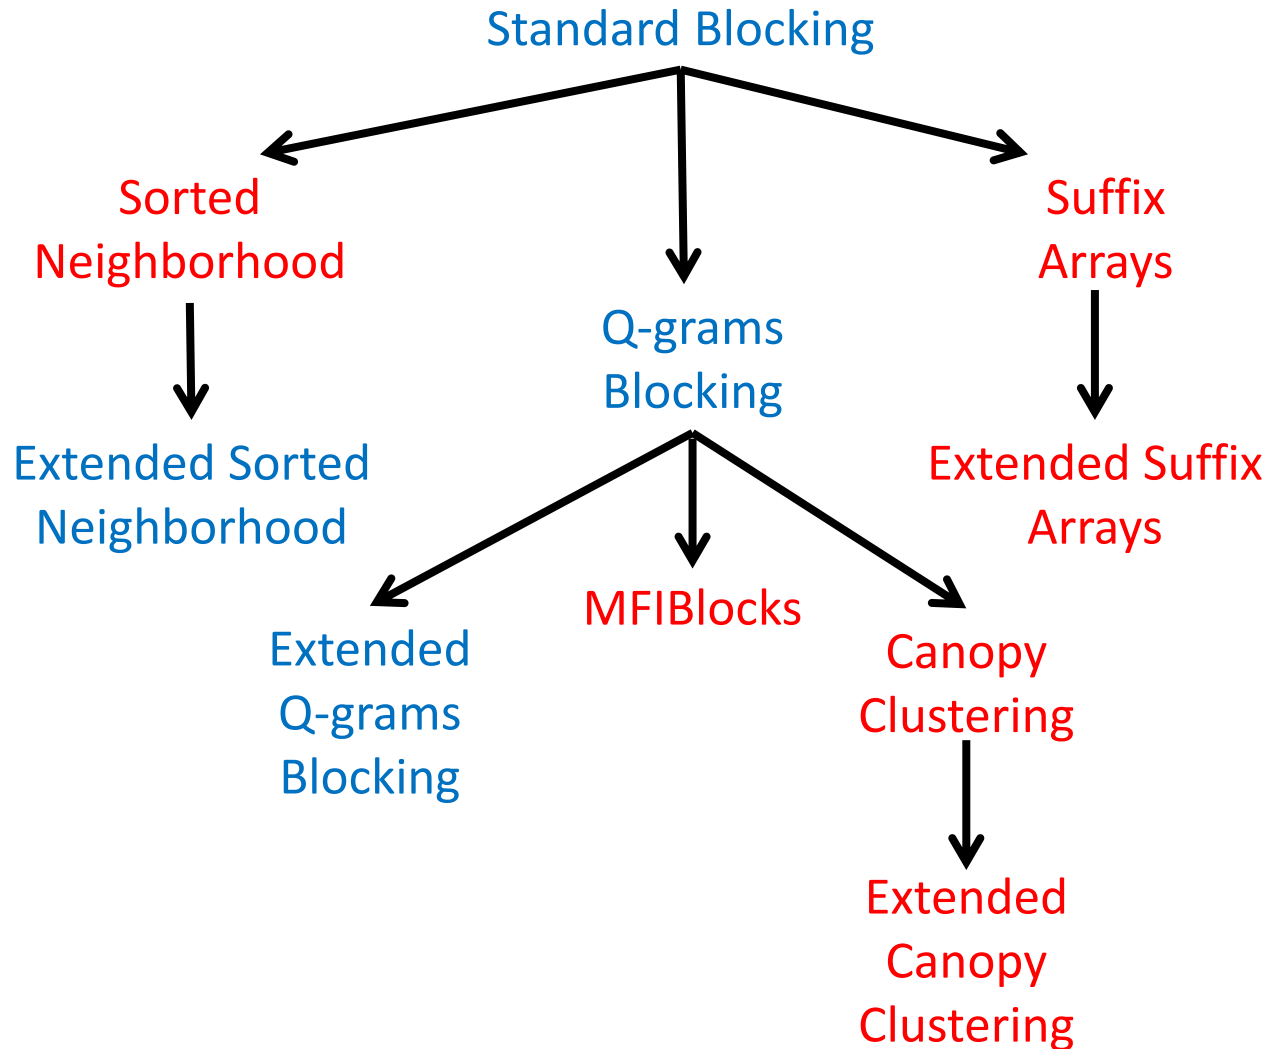 Standard Blocking
Sorted
Neighborhood
Suffix
Arrays
Q-grams
Blocking
Extended Sorted
Neighborhood
Extended Suffix
Arrays
Extended
Q-grams
Blocking
MFIBlocks
Canopy
Clustering
Extended
Canopy
Clustering